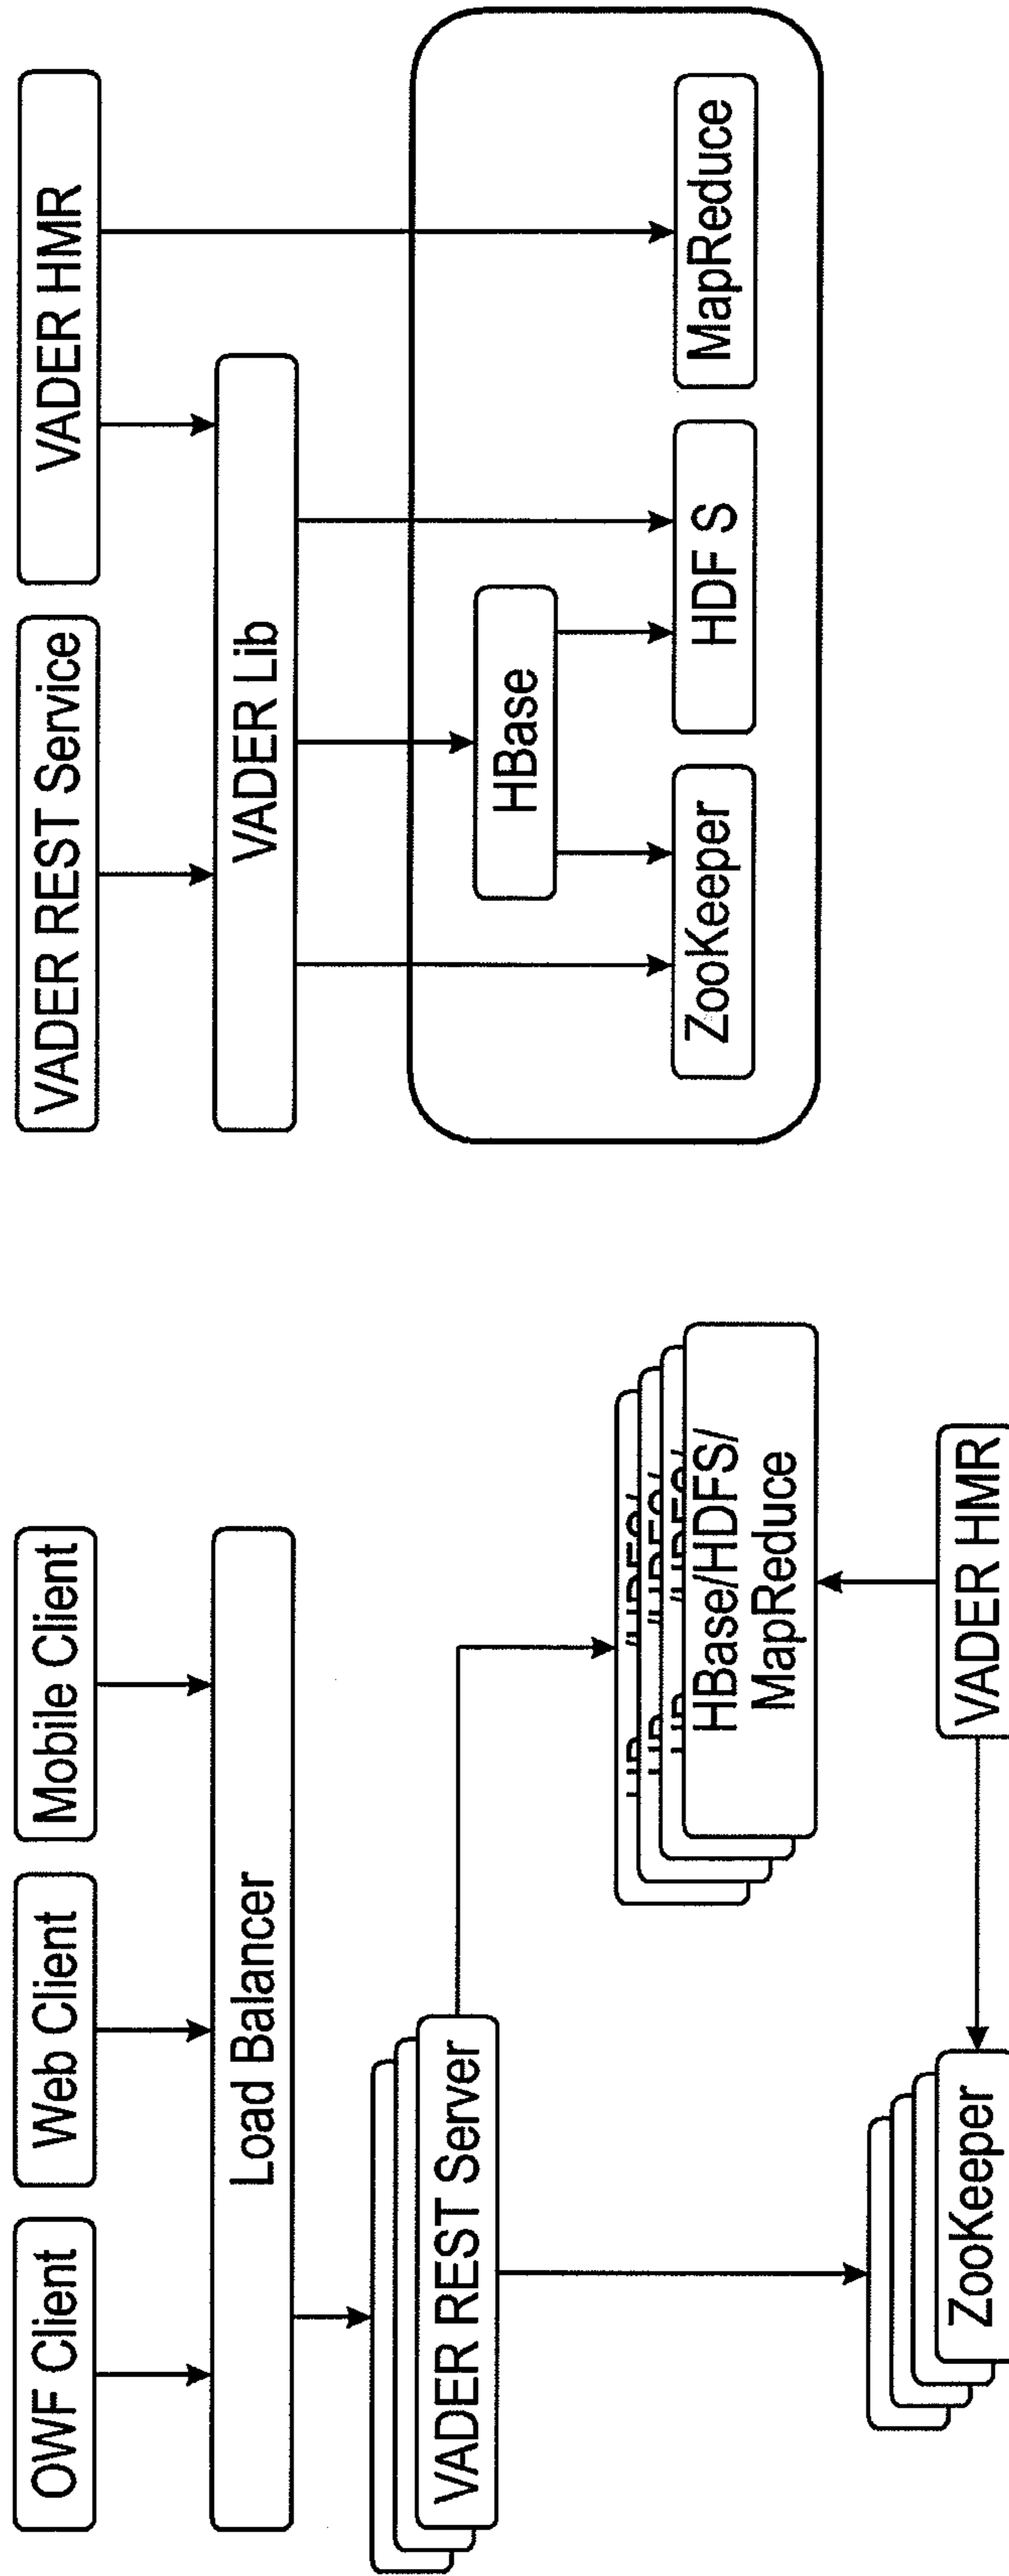 OWF Client
Web Client
Mobile Client
Load Balancer
VADER REST Server
HBase/HDFS/
MapReduce
ZooKeeper
VADER HMR
VADER REST Service
VADER HMR
VADER Lib
HBase
ZooKeeper
HDF S
MapReduce